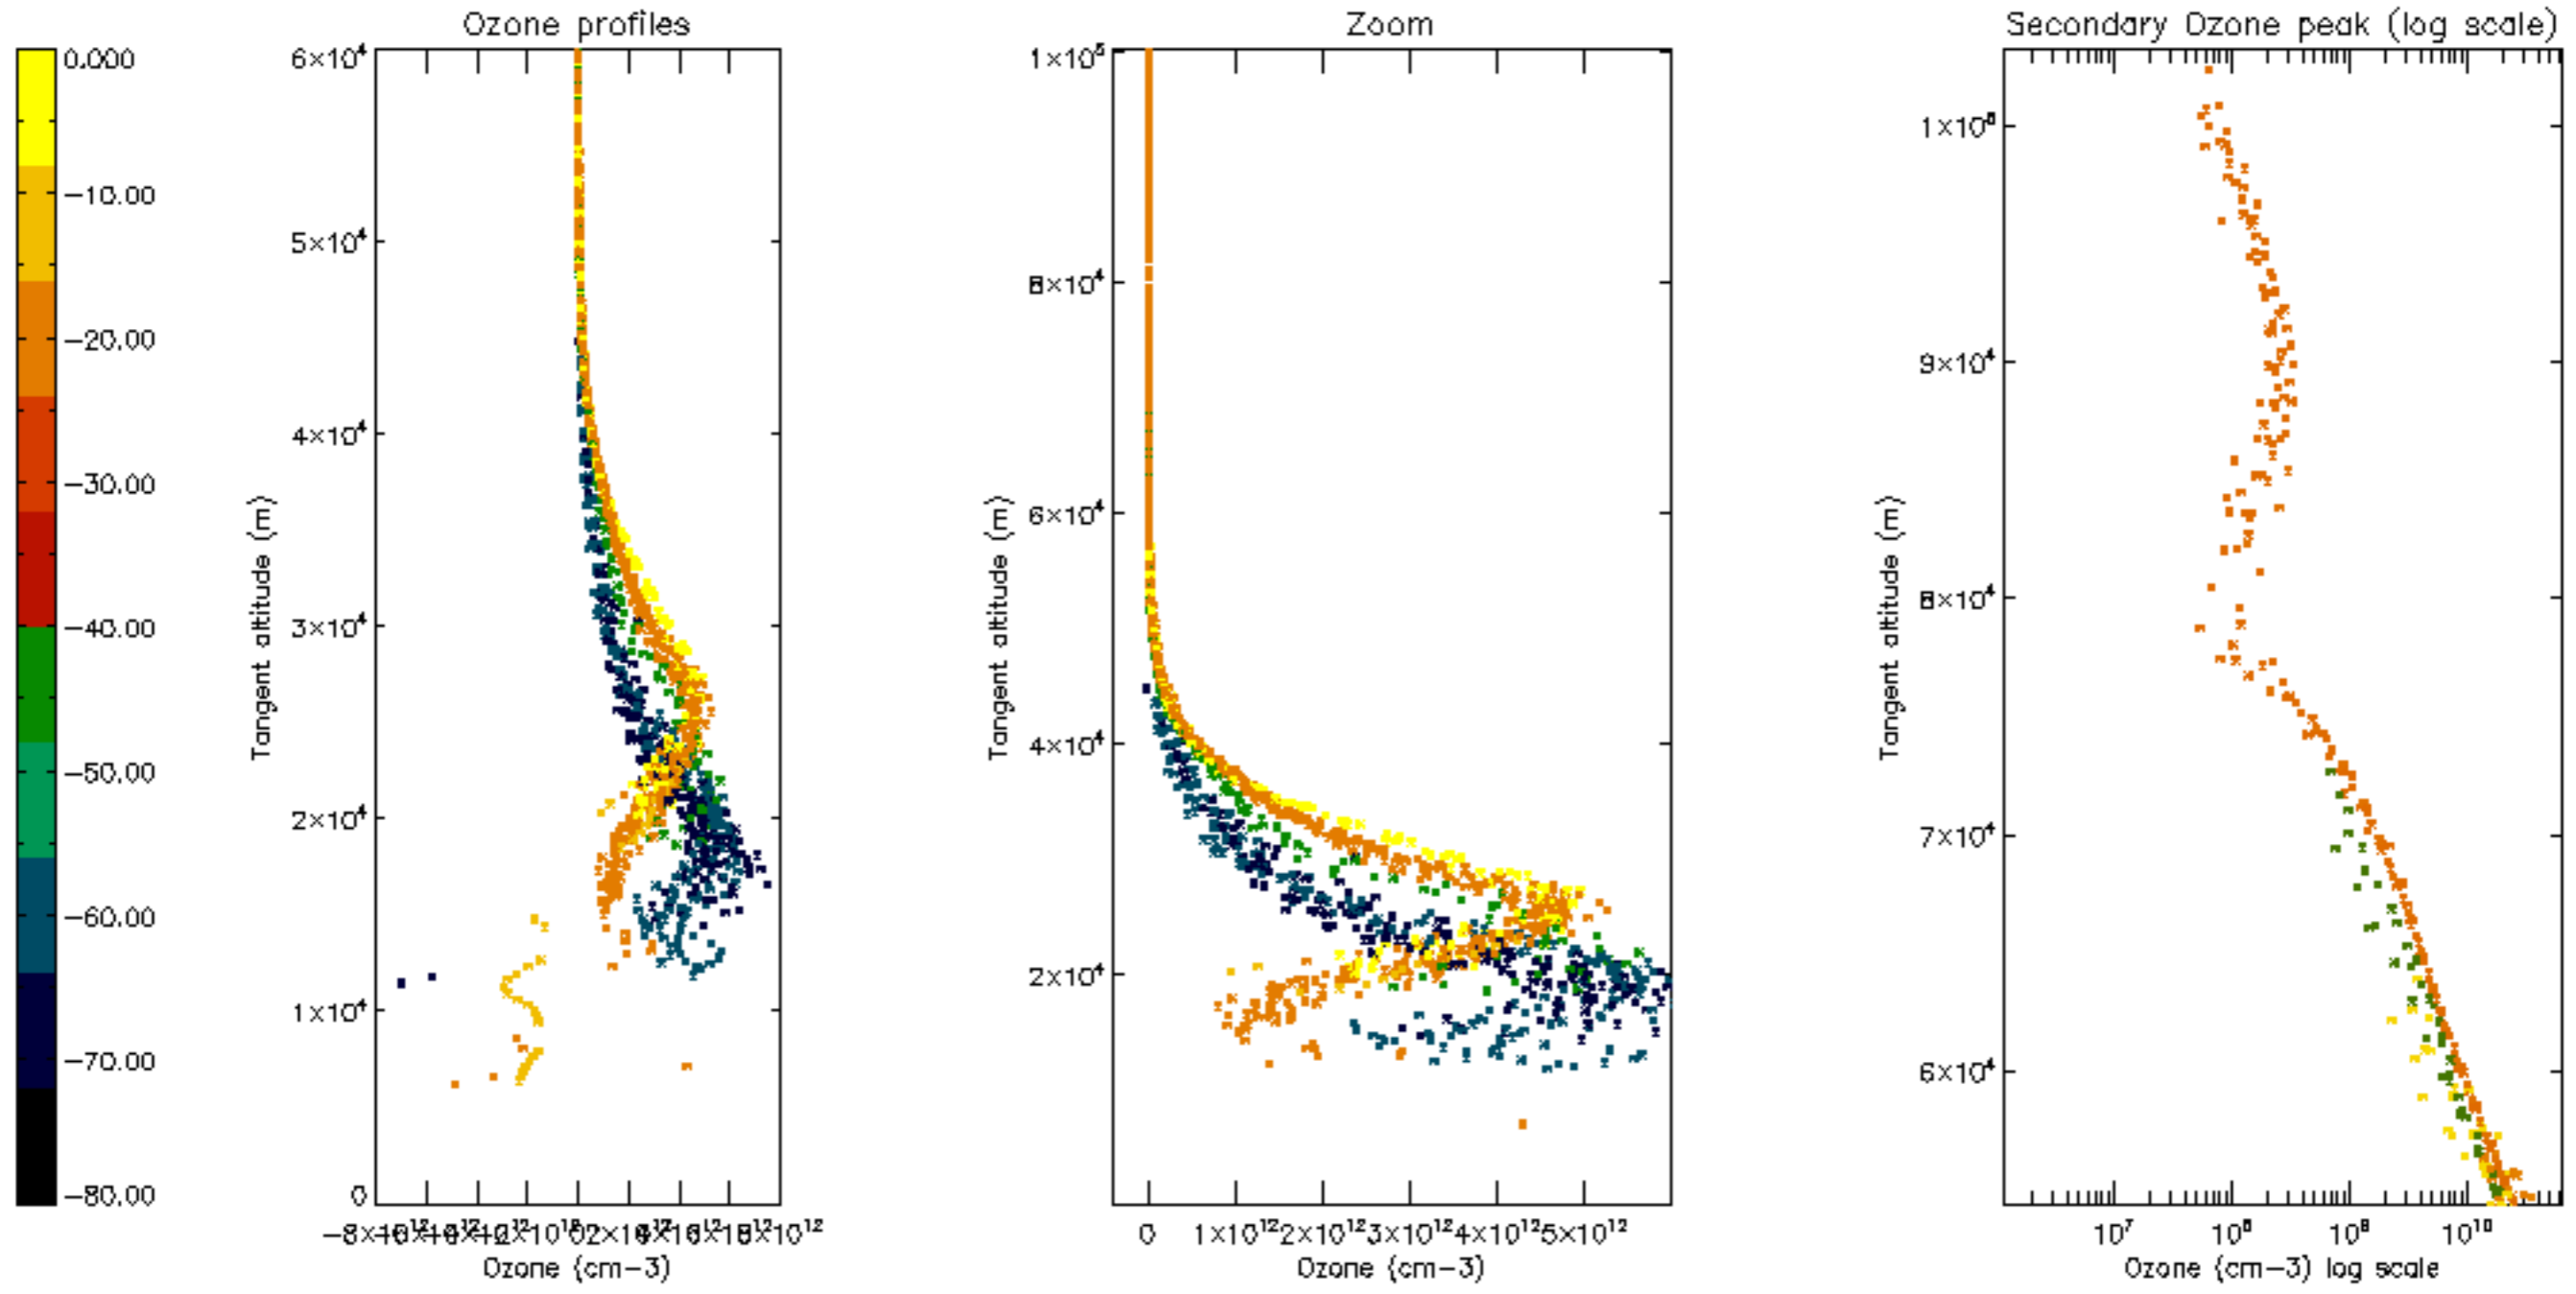 Ozone profiles
Zoom
Secondary Ozone peak (log scale)
0.000
−10.00
−20.00
−30.00
−40.00
−50.00
−60.00
−70.00
−80.00
6×10⁴
5×10⁴
4×10⁴
3×10⁴
2×10⁴
1×10⁴
0
Tangent altitude (m)
Ozone (cm−3)
1×10⁵
8×10⁴
6×10⁴
4×10⁴
2×10⁴
Tangent altitude (m)
0 1×10¹² 2×10¹² 3×10¹² 4×10¹² 5×10¹²
Ozone (cm−3)
1×10⁵
9×10⁴
8×10⁴
7×10⁴
6×10⁴
Tangent altitude (m)
10⁷ 10⁸ 10⁹ 10¹⁰
Ozone (cm−3) log scale